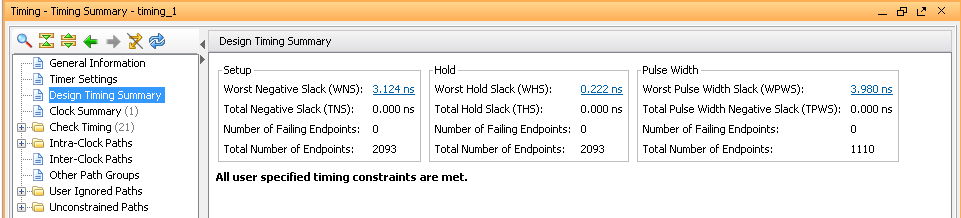 Timing - Timing Summary - timing_1
General Information
Timer Settings
Design Timing Summary
Clock Summary (1)
Check Timing (21)
Intra-Clock Paths
Inter-Clock Paths
Other Path Groups
User Ignored Paths
Unconstrained Paths
Design Timing Summary
Setup
Worst Negative Slack (WNS): 3.124 ns
Total Negative Slack (TNS): 0.000 ns
Number of Failing Endpoints: 0
Total Number of Endpoints: 2093
Hold
Worst Hold Slack (WHS): 0.222 ns
Total Hold Slack (THS): 0.000 ns
Number of Failing Endpoints: 0
Total Number of Endpoints: 2093
Pulse Width
Worst Pulse Width Slack (WPWS): 3.980 ns
Total Pulse Width Negative Slack (TPWS): 0.000 ns
Number of Failing Endpoints: 0
Total Number of Endpoints: 1110
All user specified timing constraints are met.